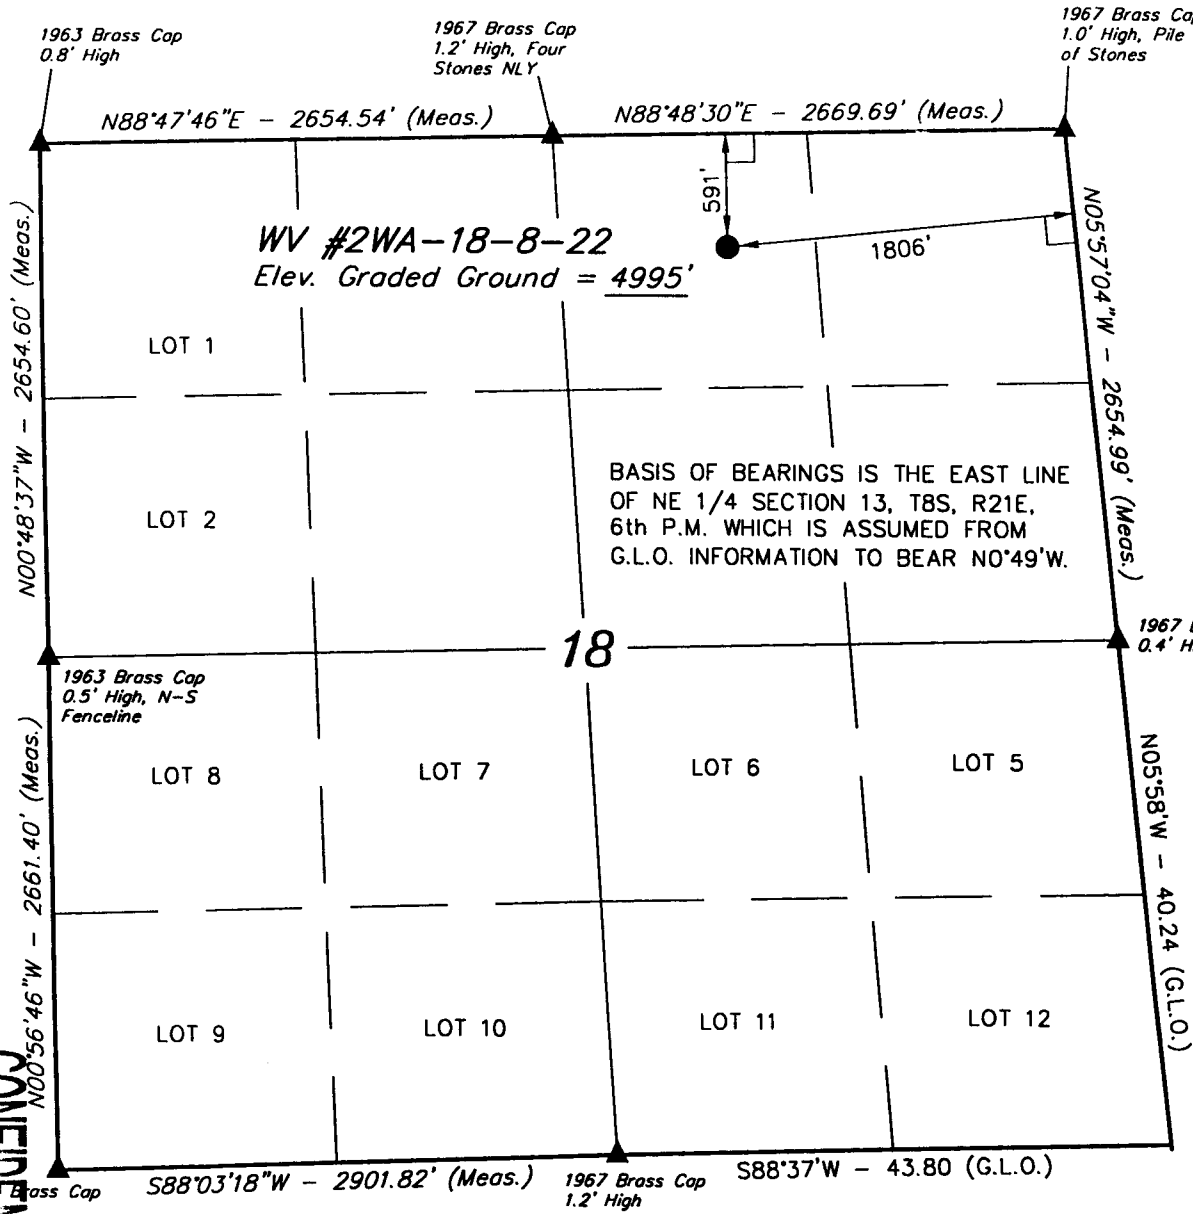 1963 Brass Cap
0.8' High
1967 Brass Cap
1.2' High, Four
Stones NLY
1967 Brass Cap
1.0' High, Pile
of Stones
N88°47'46"E - 2654.54' (Meas.)
N88°48'30"E - 2669.69' (Meas.)
591'
1806'
WV #2WA-18-8-22
Elev. Graded Ground = 4995'
N00°48'37"W - 2654.60' (Meas.)
N05°57'04"W - 2654.99' (Meas.)
LOT 1
LOT 2
BASIS OF BEARINGS IS THE EAST LINE
OF NE 1/4 SECTION 13, T8S, R21E,
6th P.M. WHICH IS ASSUMED FROM
G.L.O. INFORMATION TO BEAR N0°49'W.
18
1967
0.4'
1963 Brass Cap
0.5' High, N-S
Fenceline
LOT 8
LOT 7
LOT 6
LOT 5
N00°56'46"W - 2661.40' (Meas.)
N05°58'W - 40.24 (G.L.O.)
LOT 9
LOT 10
LOT 11
LOT 12
Brass Cap
S88°03'18"W - 2901.82' (Meas.)
1967 Brass Cap
1.2' High
S88°37'W - 43.80 (G.L.O.)